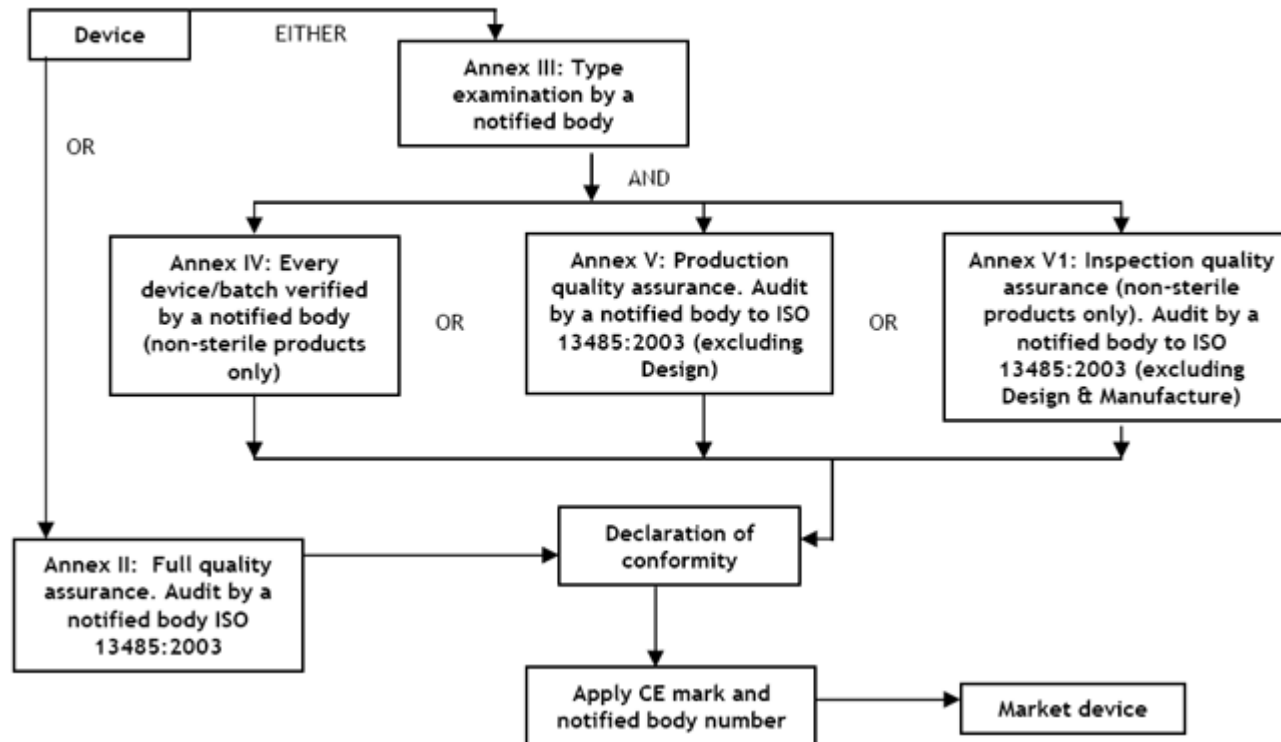 Device
EITHER
Annex III: Type
examination by a
notified body
OR
AND
Annex IV: Every
device/batch verified
by a notified body
(non-sterile products
only)
OR
Annex V: Production
quality assurance. Audit
by a notified body to ISO
13485:2003 (excluding
Design)
OR
Annex V1: Inspection quality
assurance (non-sterile
products only). Audit by a
notified body to ISO
13485:2003 (excluding
Design & Manufacture)
Annex II: Full quality
assurance. Audit by a
notified body ISO
13485:2003
Declaration of
conformity
Apply CE mark and
notified body number
Market device